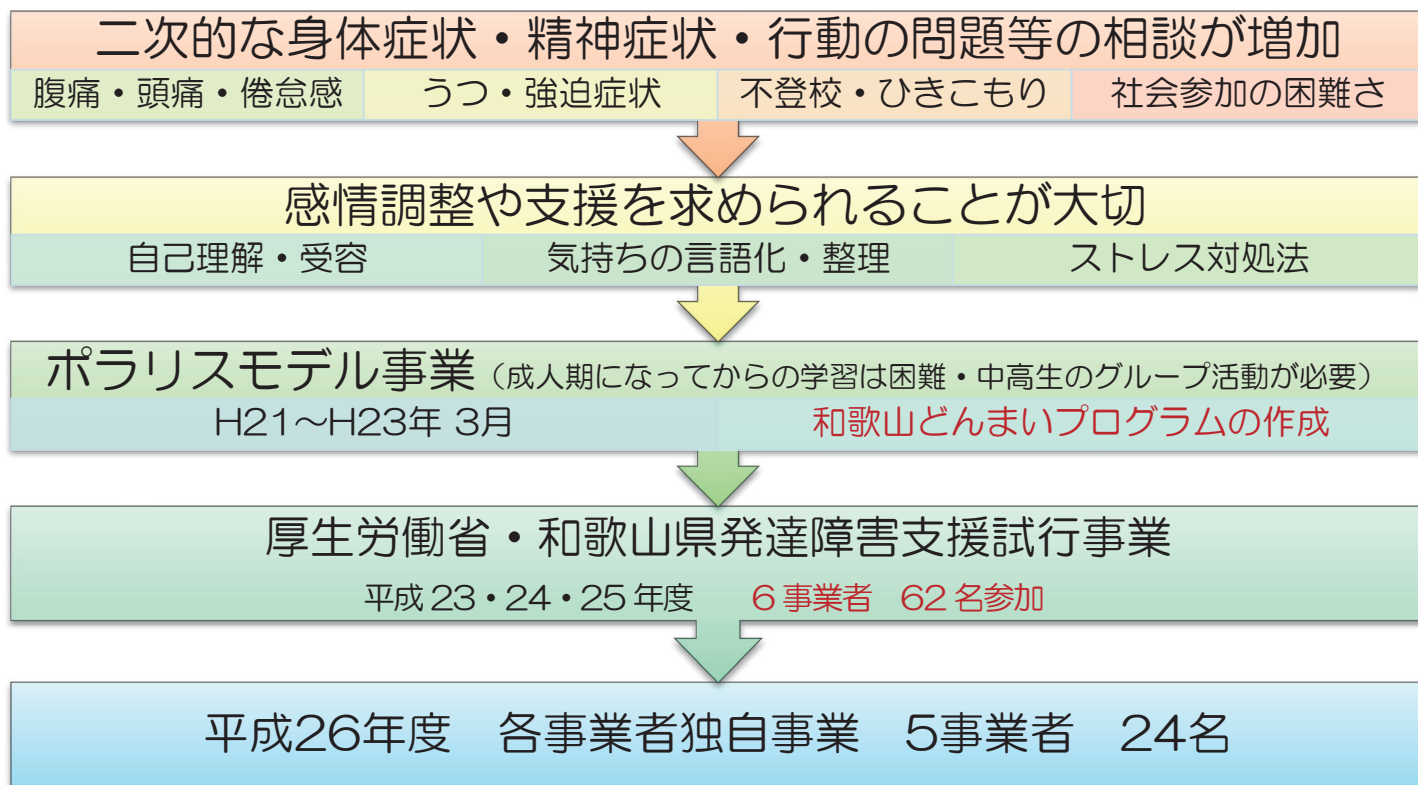 二次的な身体症状・精神症状・行動の問題等の相談が増加
腹痛・頭痛・倦怠感 うつ・強迫症状 不登校・ひきこもり 社会参加の困難さ
感情調整や支援を求められることが大切
自己理解・受容 気持ちの言語化・整理 ストレス対処法
ポラリスモデル事業（成人期になってからの学習は困難・中高生のグループ活動が必要）
H21～H23年 3月 和歌山どんまいプログラムの作成
厚生労働省・和歌山県発達障害支援試行事業
平成 23・24・25 年度 6 事業者 62 名参加
平成26年度 各事業者独自事業 5事業者 24名